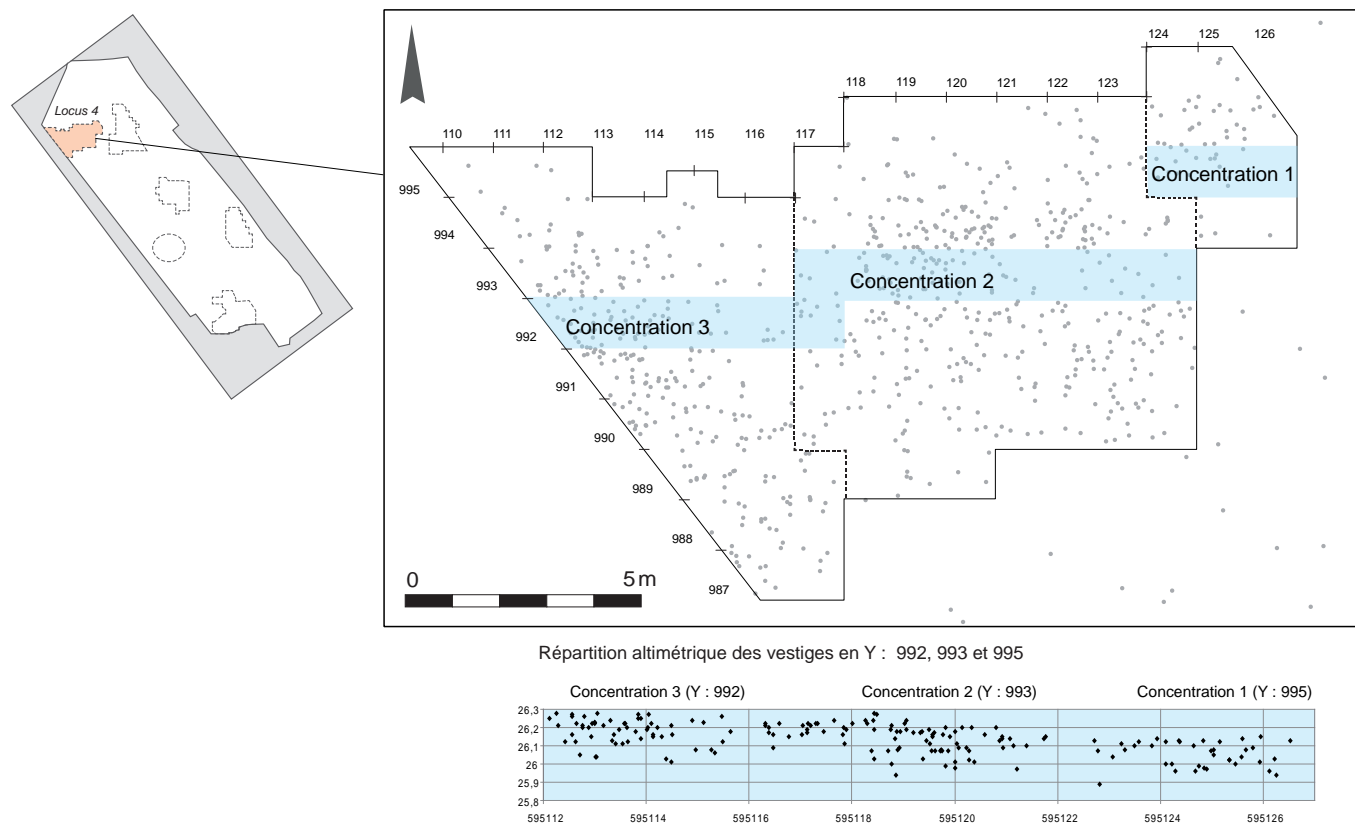 Locus 4
124 125 126
118 119 120 121 122 123
110 111 112 113 114 115 116 117
995
994
993
992
991
990
989
988
987
Concentration 1
Concentration 2
Concentration 3
0 5 m
Répartition altimétrique des vestiges en Y : 992, 993 et 995
Concentration 3 (Y : 992) Concentration 2 (Y : 993) Concentration 1 (Y : 995)
26,3
26,2
26,1
26
25,9
25,8
595112 595114 595116 595118 595120 595122 595124 595126